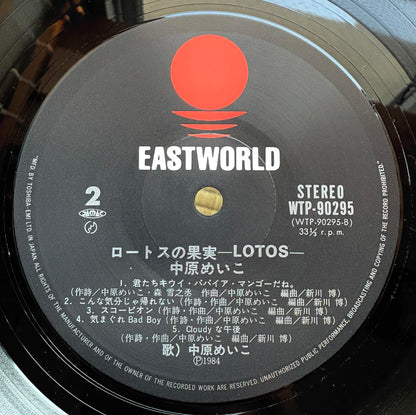 EASTWORLD
2
STEREO
WTP-90295
(WTP-90295-B)
33⅓ r.p.m.
ロートスの果実—LOTOS—
中原めいこ
1. 君たちキウイ・パパイア・マンゴーだね。
(作詩/中原めいこ・森 雪之丞 作曲/中原めいこ 編曲/新川 博)
2. こんな気分じゃ帰れない (作詩・作曲/中原めいこ 編曲/新川 博)
3. スコーピオン (作詩・作曲/中原めいこ 編曲/新川 博)
4. 気まぐれ Bad Boy (作詩・作曲/中原めいこ 編曲/新川 博)
5. Cloudy な午後
(作詩・作曲/中原めいこ 編曲/新川 博)
歌) 中原めいこ
Ⓟ1984
M'F'D. BY TOSHIBA EMI LTD. IN JAPAN ALL RIGHTS OF THE MANUFACTURER AND OF THE OWNER OF THE RECORDED WORK ARE RESERVED. UNAUTHORIZED PUBLIC PERFORMANCE, BROADCASTING AND COPYING OF THE RECORD PROHIBITED.